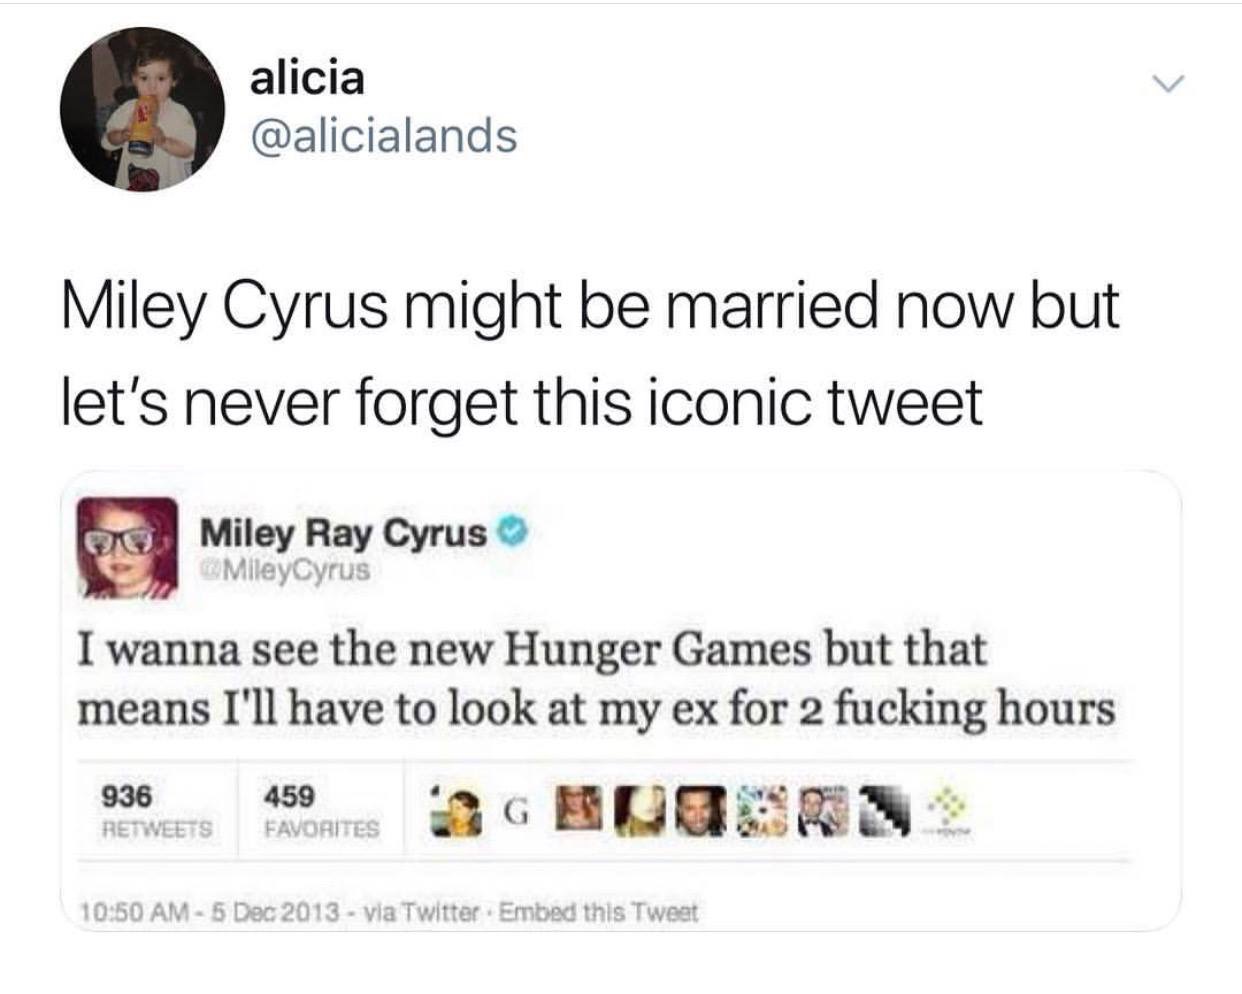 alicia
@alicialands
Miley Cyrus might be married now but
let's never forget this iconic tweet
Miley Ray Cyrus
@MileyCyrus
I wanna see the new Hunger Games but that
means I'll have to look at my ex for 2 fucking hours
936
RETWEETS
459
FAVORITES
G
10:50 AM - 5 Dec 2013 - via Twitter · Embed this Tweet